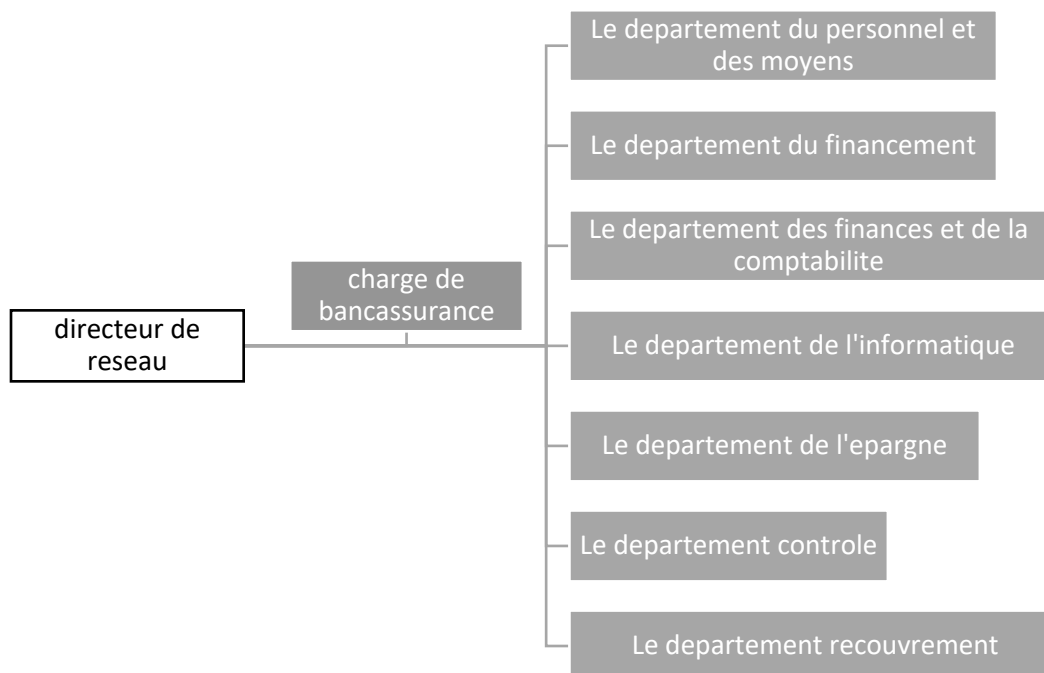 Le departement du personnel et
des moyens
Le departement du financement
Le departement des finances et de la
comptabilite
charge de
bancassurance
directeur de
reseau
Le departement de l'informatique
Le departement de l'epargne
Le departement controle
Le departement recouvrement